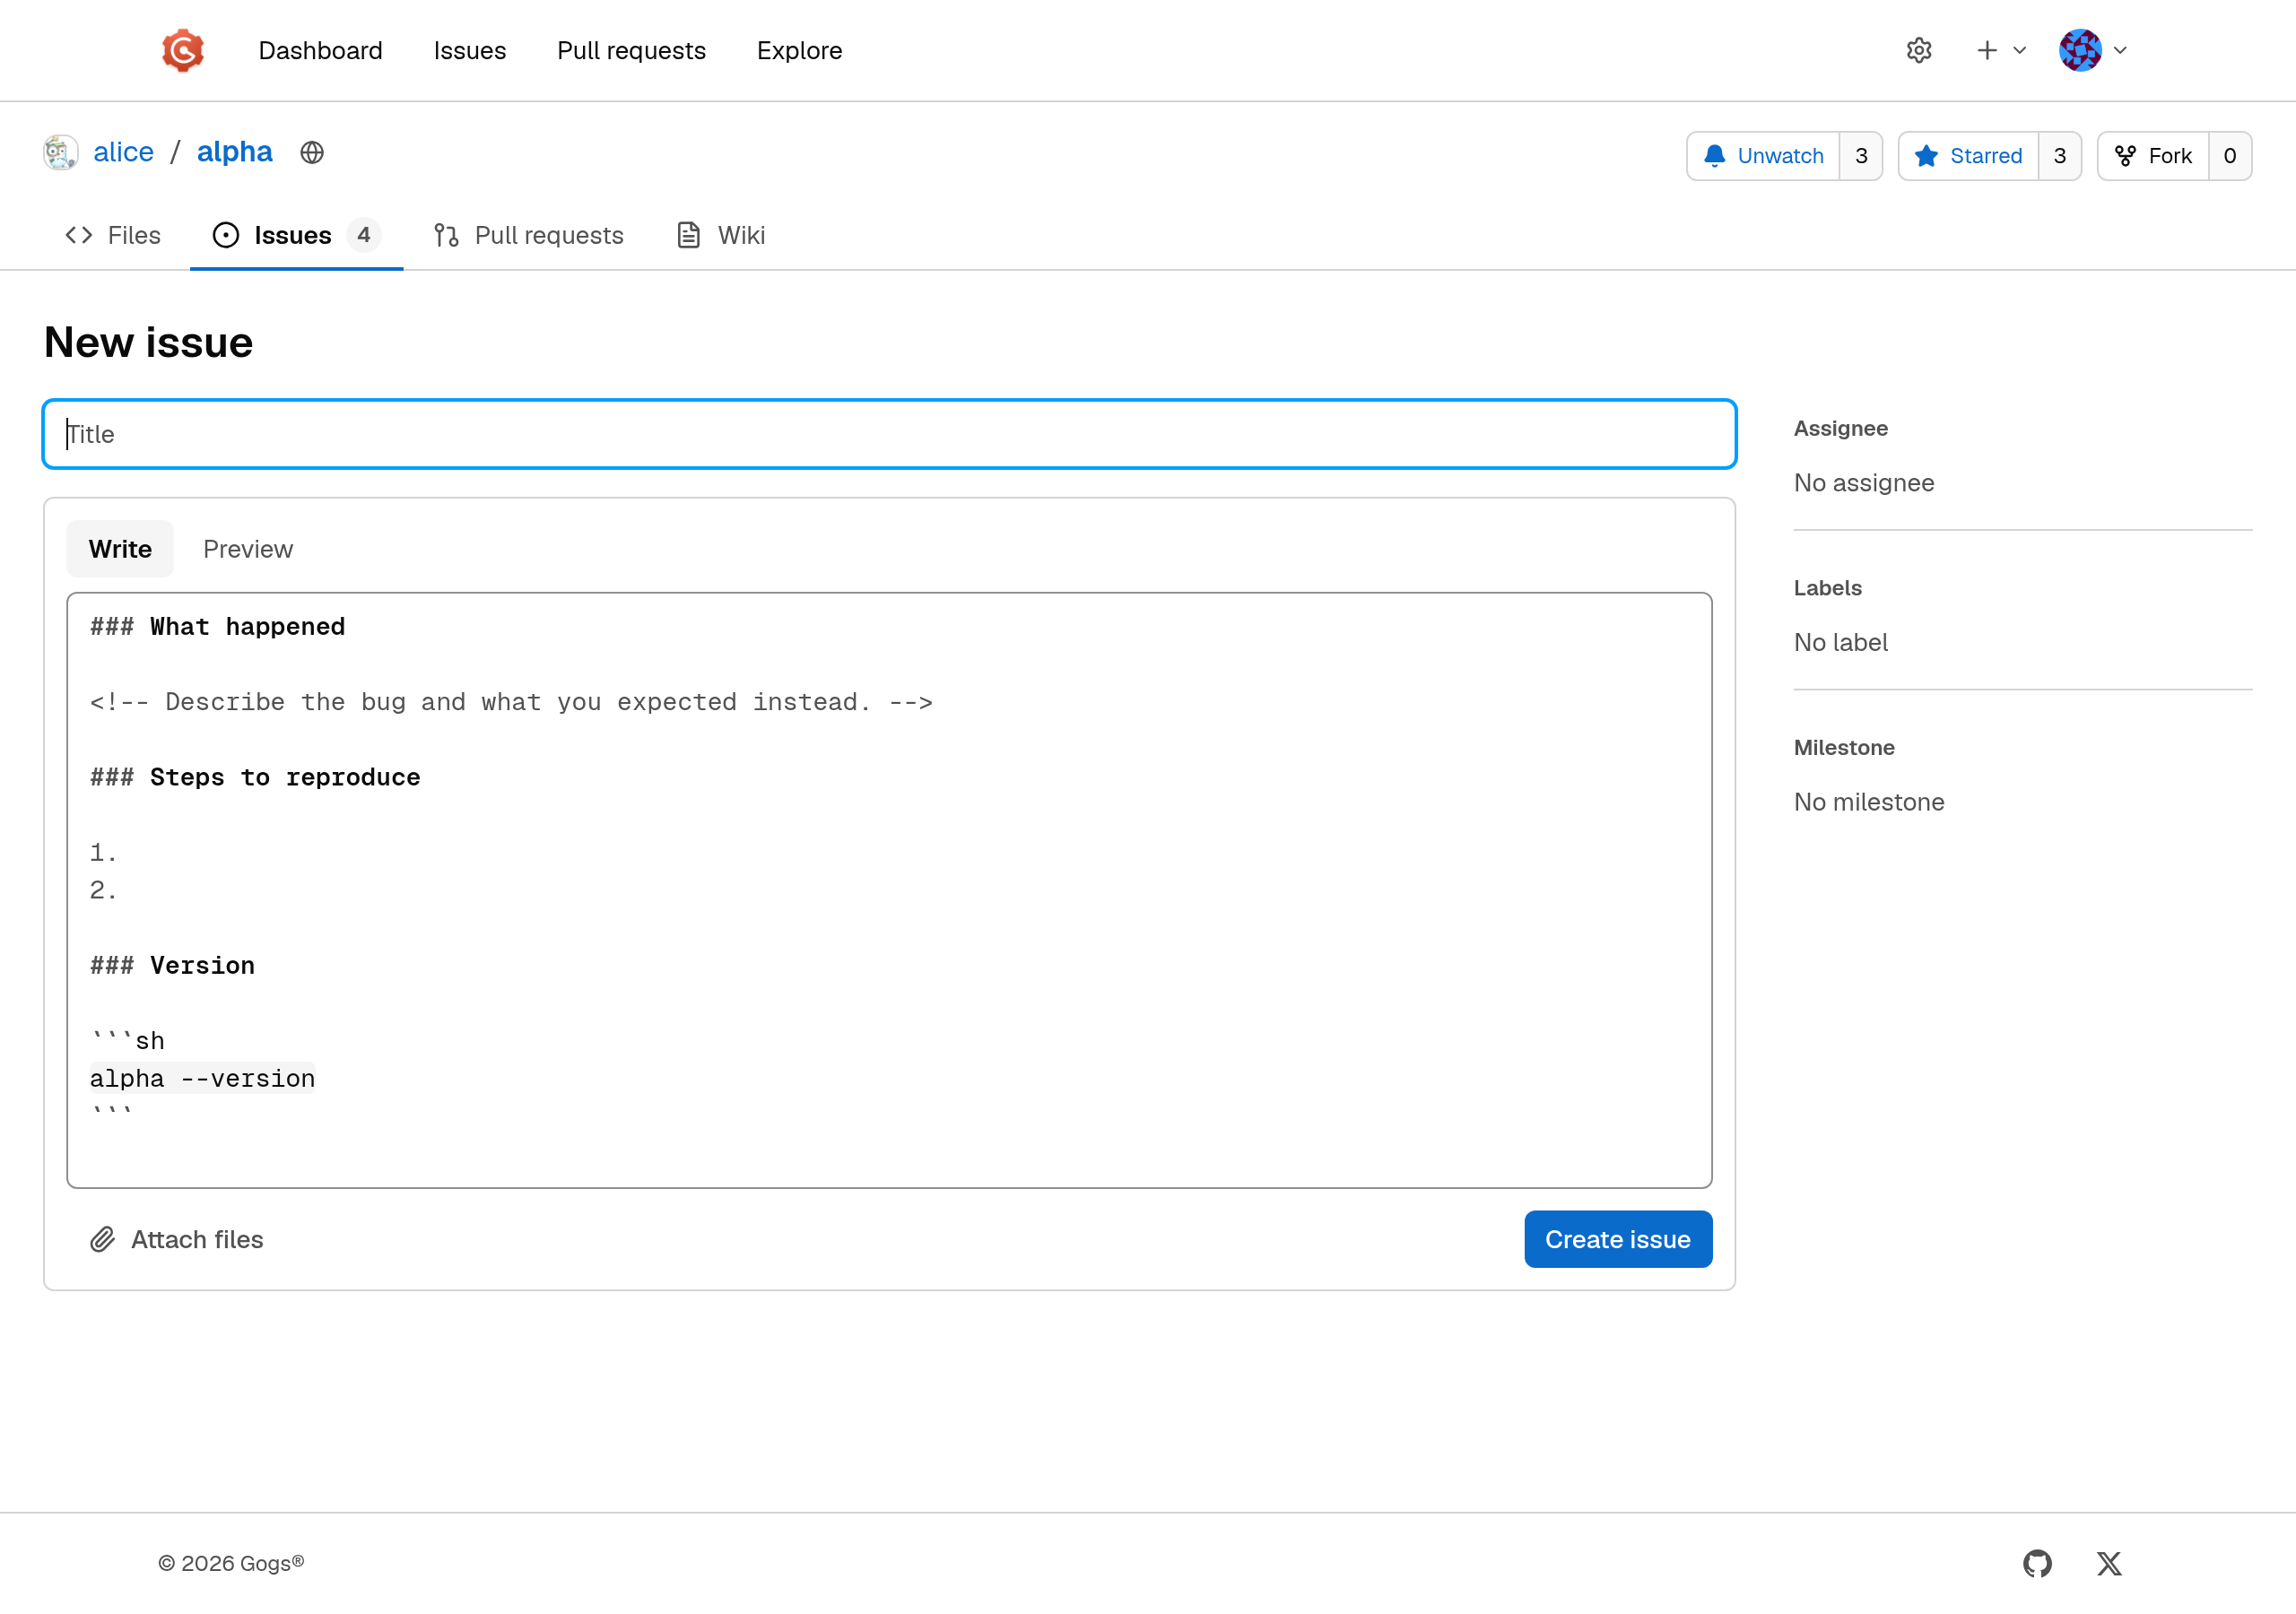 Dashboard Issues Pull requests Explore
alice / alpha
Unwatch 3 Starred 3 Fork 0
Files Issues 4 Pull requests Wiki
New issue
Title
Assignee
No assignee
Write Preview
Labels
No label
### What happened
<!-- Describe the bug and what you expected instead. -->
Milestone
No milestone
### Steps to reproduce
1.
2.
### Version
```sh
alpha --version
```
Attach files Create issue
© 2026 Gogs®